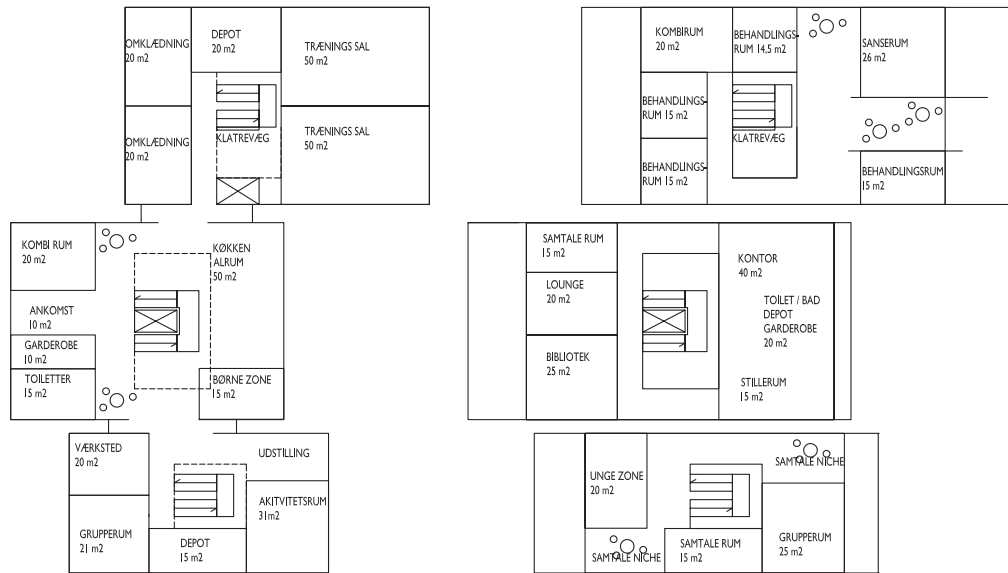 OMKLÆDNING
20 m2
DEPOT
20 m2
TRÆNINGS SAL
50 m2
OMKLÆDNING
20 m2
KLATREVÆG
TRÆNINGS SAL
50 m2
KOMBI RUM
20 m2
KØKKEN
ALRUM
50 m2
ANKOMST
10 m2
GARDEROBE
10 m2
TOILETTER
15 m2
BØRNE ZONE
15 m2
VÆRKSTED
20 m2
UDSTILLING
GRUPPERUM
21 m2
AKITVITETSRUM
31m2
DEPOT
15 m2
KOMBIRUM
20 m2
BEHANDLINGS-
RUM 14,5 m2
SANSERUM
26 m2
BEHANDLINGS-
RUM 15 m2
KLATREVÆG
BEHANDLINGS-
RUM 15 m2
BEHANDLINGSRUM
15 m2
SAMTALE RUM
15 m2
KONTOR
40 m2
LOUNGE
20 m2
TOILET / BAD
DEPOT
GARDEROBE
20 m2
BIBLIOTEK
25 m2
STILLERUM
15 m2
SAMTALE NICHE
UNGE ZONE
20 m2
SAMTALE NICHE
SAMTALE RUM
15 m2
GRUPPERUM
25 m2